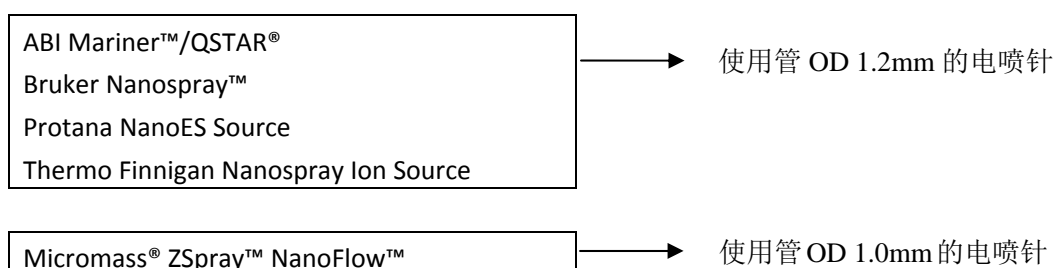 ABI Mariner™/QSTAR®
Bruker Nanospray™
Protana NanoES Source
Thermo Finnigan Nanospray Ion Source
使用管 OD 1.2mm 的电喷针
Micromass® ZSpray™ NanoFlow™
使用管 OD 1.0mm 的电喷针